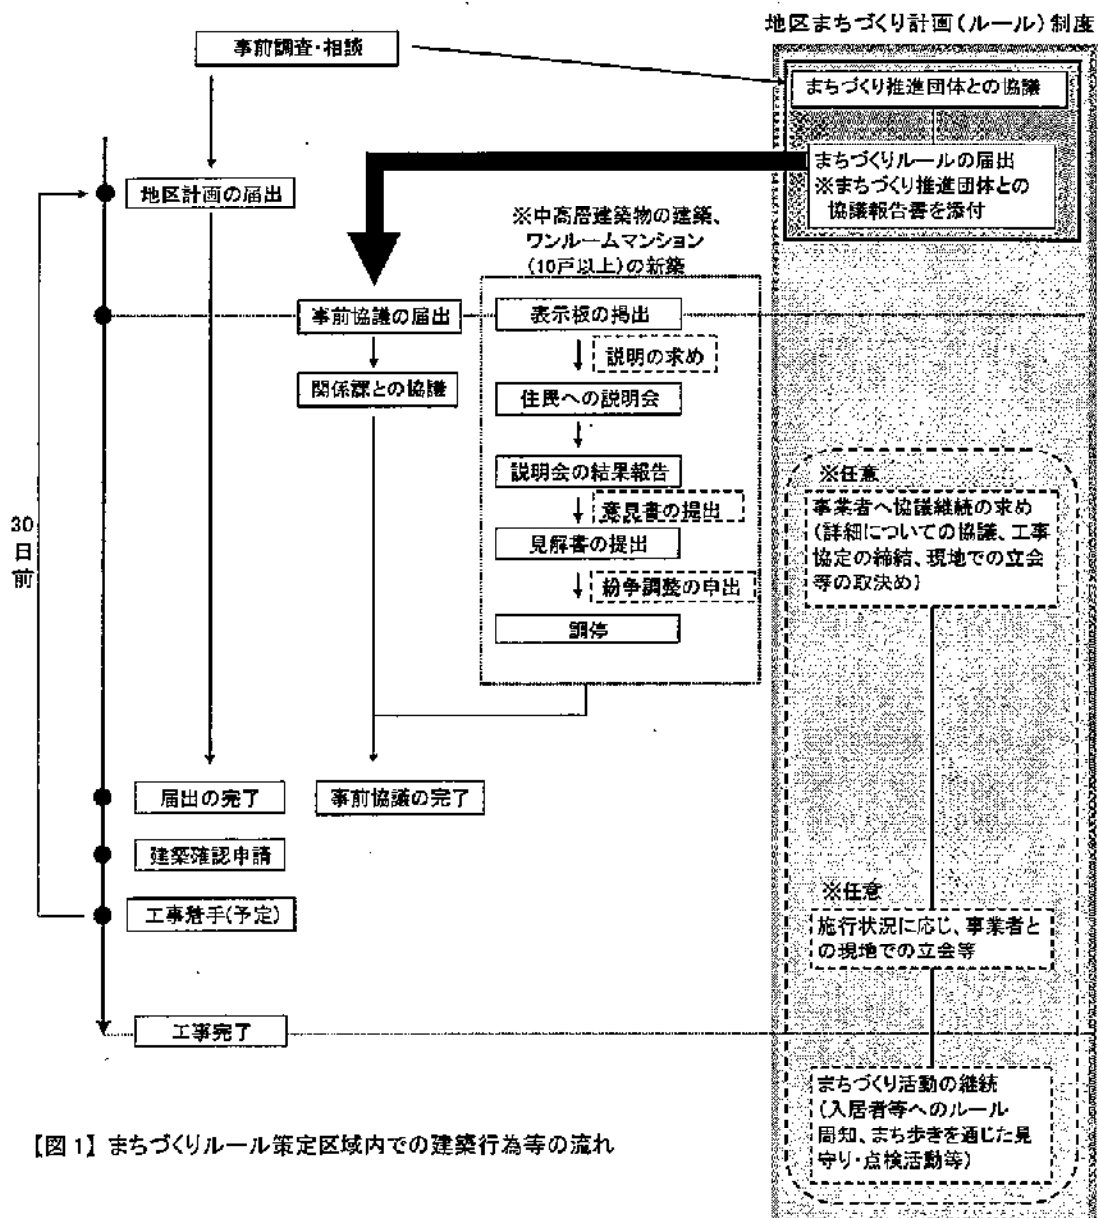 地区まちづくり計画(ルール)制度
事前調査・相談
まちづくり推進団体との協議
まちづくりルールの届出
※まちづくり推進団体との
協議報告書を添付
地区計画の届出
※中高層建築物の建築、
ワンルームマンション
(10戸以上)の新築
事前協議の届出
表示板の掲出
説明の求め
関係課との協議
住民への説明会
説明会の結果報告
意見書の提出
見解書の提出
紛争調整の申出
調停
30
日
前
※任意
事業者へ協議継続の求め
(詳細についての協議、工事
協定の締結、現地での立会
等の取決め)
届出の完了
事前協議の完了
建築確認申請
工事着手(予定)
※任意
施行状況に応じ、事業者と
の現地での立会等
工事完了
まちづくり活動の継続
(入居者等へのルール
周知、まち歩きを通じた見
守り・点検活動等)
【図1】まちづくりルール策定区域内での建築行為等の流れ